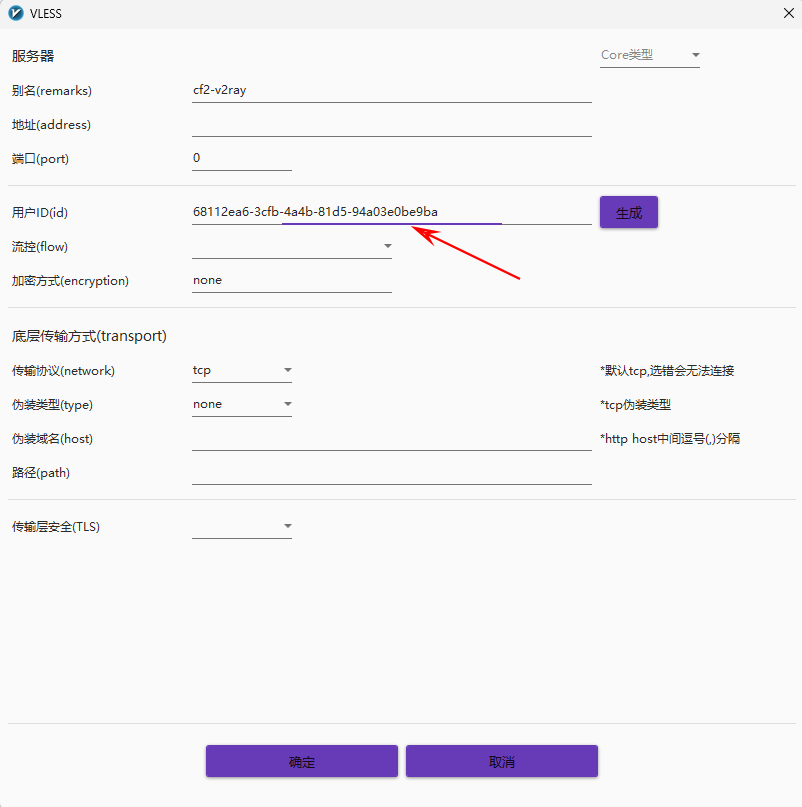 VLESS
服务器
Core类型
别名(remarks)
cf2-v2ray
地址(address)
端口(port)
0
用户ID(id)
68112ea6-3cfb-4a4b-81d5-94a03e0be9ba
生成
流控(flow)
加密方式(encryption)
none
底层传输方式(transport)
传输协议(network)
tcp
*默认tcp,选错会无法连接
伪装类型(type)
none
*tcp伪装类型
伪装域名(host)
*http host中间逗号(,)分隔
路径(path)
传输层安全(TLS)
确定
取消